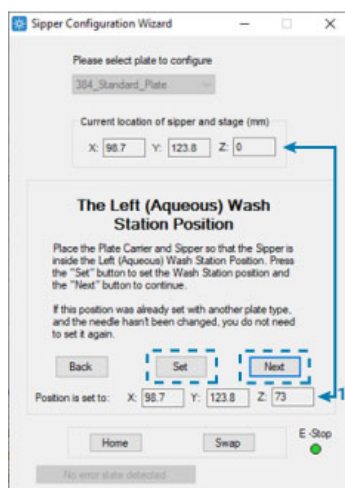 Sipper Configuration Wizard
Please select plate to configure
384_Standard_Plate
Current location of sipper and stage (mm)
X: 98.7 Y: 123.8 Z: 0
The Left (Aqueous) Wash
Station Position
Place the Plate Carrier and Sipper so that the Sipper is
inside the Left (Aqueous) Wash Station Position. Press
the "Set" button to set the Wash Station position and
the "Next" button to continue.
If this position was already set with another plate type,
and the needle hasn't been changed, you do not need
to set it again.
Back Set Next
Position is set to: X: 98.7 Y: 123.8 Z: 73 1
Home Swap E-Stop
No error state detected